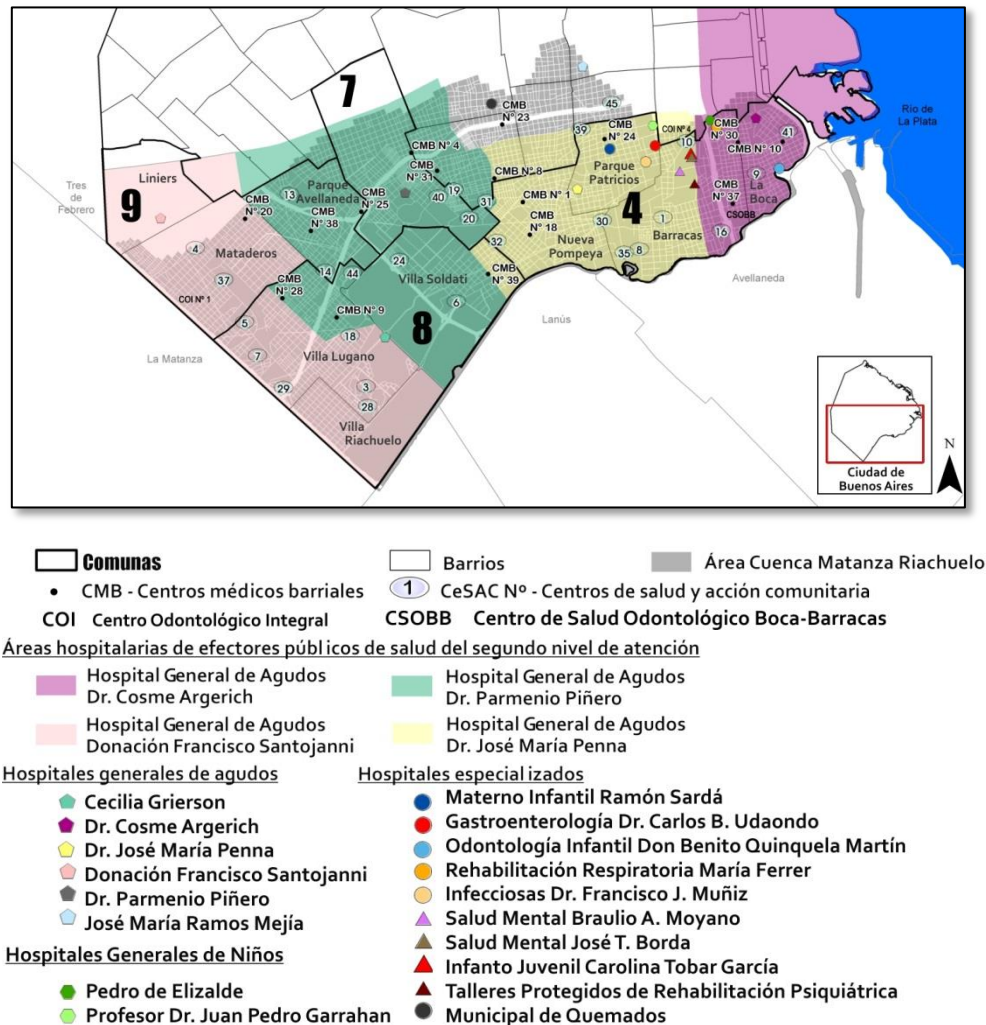 7
CMB
N° 23
45
39
CMB
N° 24
COI N° 4
CMB
N° 30
10
CMB N° 10
41
Río de
La Plata
Liniers
CMB N° 4
CMB
N° 31
CMB N° 8
Parque
Patricios
9
La
Boca
Tres
de
Febrero
9
13
Parque
Avellaneda
CMB
N° 20
CMB
N° 38
CMB
N° 25
19
40
20
31
CMB N° 1
CMB
N° 18
4
30
1
Barracas
CMB
N° 37
CSOBB
16
4
Mataderos
37
COI N° 1
14
44
24
Villa Soldati
32
CMB
N° 39
Nueva
Pompeya
35
8
Avellaneda
CMB
N° 28
CMB N° 9
6
8
Lanús
5
18
La Matanza
7
Villa Lugano
29
3
28
Villa
Riachuelo
Ciudad de
Buenos Aires
N
Comunas
Barrios
Área Cuenca Matanza Riachuelo
CMB - Centros médicos barriales
1 CeSAC Nº - Centros de salud y acción comunitaria
COI Centro Odontológico Integral
CSOBB Centro de Salud Odontológico Boca-Barracas
Áreas hospitalarias de efectores públicos de salud del segundo nivel de atención
Hospital General de Agudos
Dr. Cosme Argerich
Hospital General de Agudos
Dr. Parmenio Piñero
Hospital General de Agudos
Donación Francisco Santojanni
Hospital General de Agudos
Dr. José María Penna
Hospitales generales de agudos
Cecilia Grierson
Dr. Cosme Argerich
Dr. José María Penna
Donación Francisco Santojanni
Dr. Parmenio Piñero
José María Ramos Mejía
Hospitales Generales de Niños
Pedro de Elizalde
Profesor Dr. Juan Pedro Garrahan
Hospitales especializados
Materno Infantil Ramón Sardá
Gastroenterología Dr. Carlos B. Udaondo
Odontología Infantil Don Benito Quinquela Martín
Rehabilitación Respiratoria María Ferrer
Infecciosas Dr. Francisco J. Muñiz
Salud Mental Braulio A. Moyano
Salud Mental José T. Borda
Infanto Juvenil Carolina Tobar García
Talleres Protegidos de Rehabilitación Psiquiátrica
Municipal de Quemados